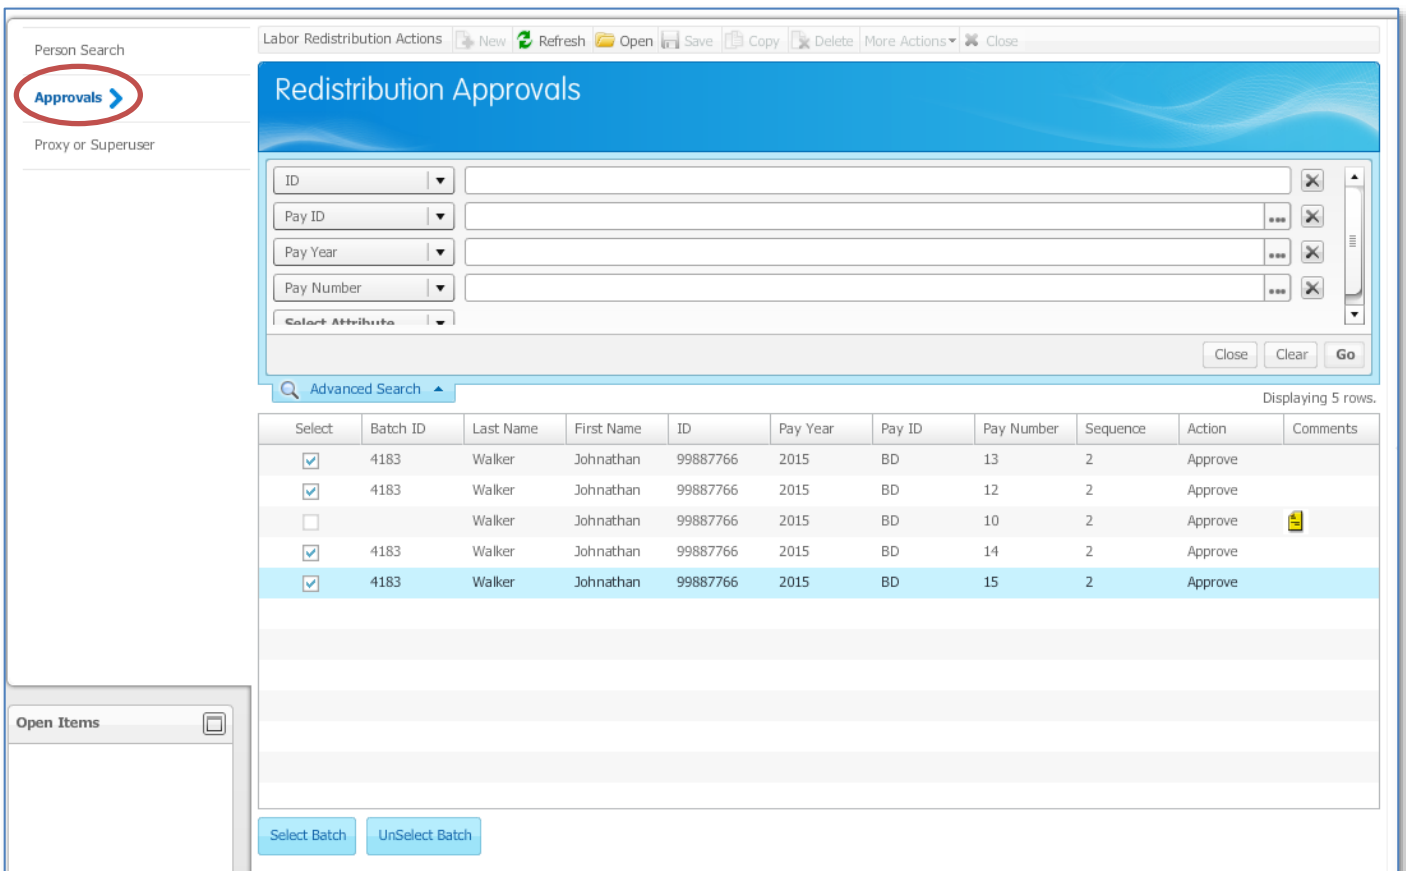 Person Search
Approvals
Proxy or Superuser
Labor Redistribution Actions New Refresh Open Save Copy Delete More Actions Close
Redistribution Approvals
ID
Pay ID
Pay Year
Pay Number
Select Attribute
Close Clear Go
Advanced Search
Displaying 5 rows.
Select Batch ID Last Name First Name ID Pay Year Pay ID Pay Number Sequence Action Comments
4183 Walker Johnathan 99887766 2015 BD 13 2 Approve
4183 Walker Johnathan 99887766 2015 BD 12 2 Approve
Walker Johnathan 99887766 2015 BD 10 2 Approve
4183 Walker Johnathan 99887766 2015 BD 14 2 Approve
4183 Walker Johnathan 99887766 2015 BD 15 2 Approve
Open Items
Select Batch UnSelect Batch